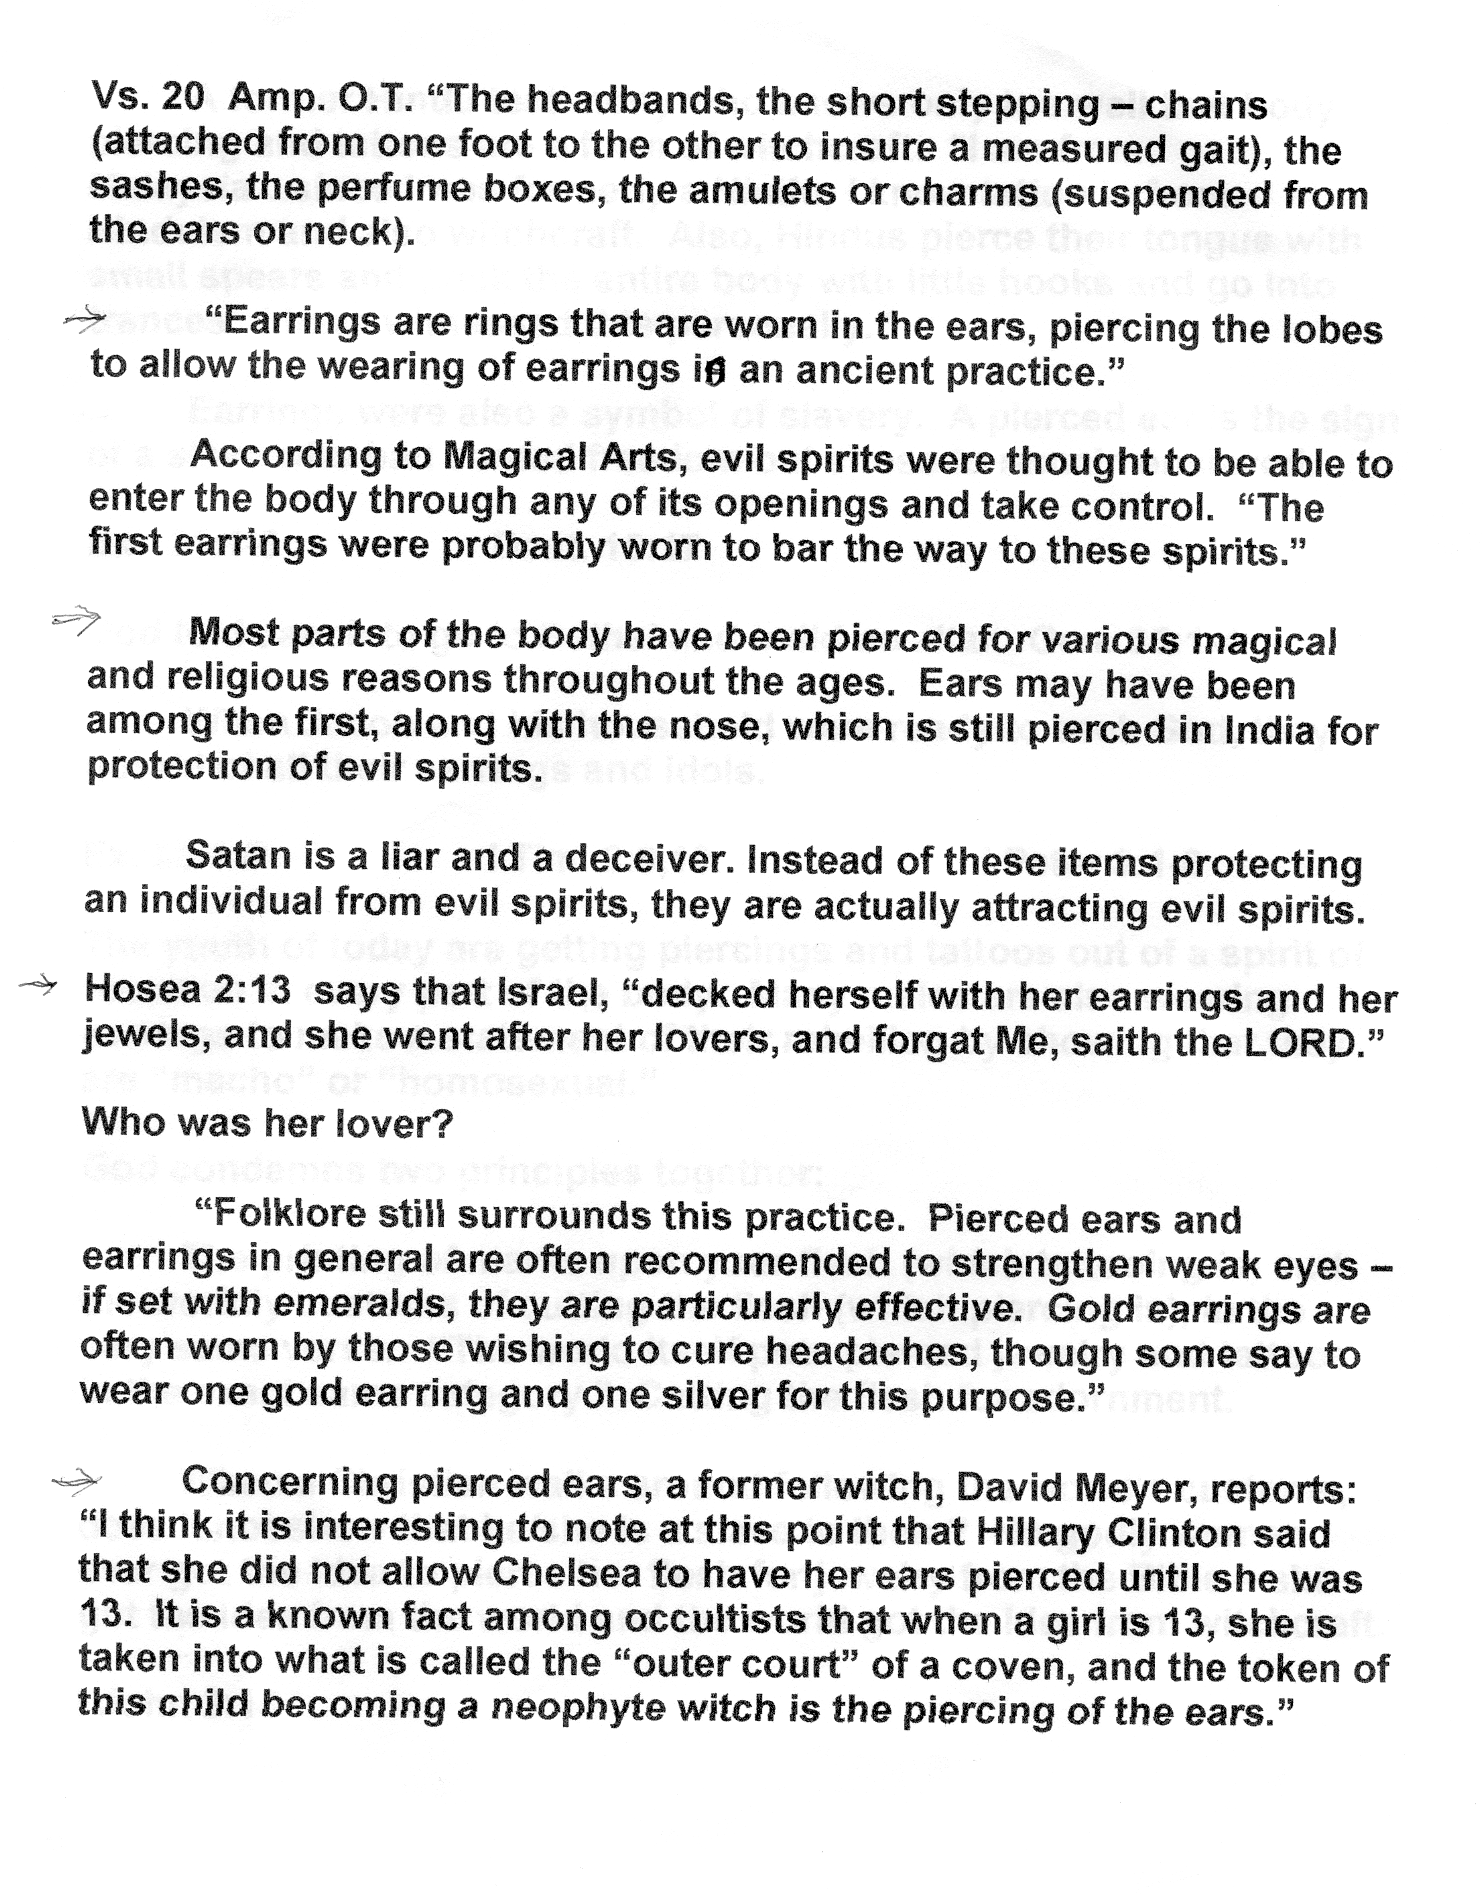 Vs. 20 Amp. O.T. “The headbands, the short stepping – chains
(attached from one foot to the other to insure a measured gait), the
sashes, the perfume boxes, the amulets or charms (suspended from
the ears or neck).
“Earrings are rings that are worn in the ears, piercing the lobes
to allow the wearing of earrings is an ancient practice.”
According to Magical Arts, evil spirits were thought to be able to
enter the body through any of its openings and take control. “The
first earrings were probably worn to bar the way to these spirits.”
Most parts of the body have been pierced for various magical
and religious reasons throughout the ages. Ears may have been
among the first, along with the nose, which is still pierced in India for
protection of evil spirits.
Satan is a liar and a deceiver. Instead of these items protecting
an individual from evil spirits, they are actually attracting evil spirits.
Hosea 2:13 says that Israel, “decked herself with her earrings and her
jewels, and she went after her lovers, and forgat Me, saith the LORD.”
Who was her lover?
“Folklore still surrounds this practice. Pierced ears and
earrings in general are often recommended to strengthen weak eyes –
if set with emeralds, they are particularly effective. Gold earrings are
often worn by those wishing to cure headaches, though some say to
wear one gold earring and one silver for this purpose.”
Concerning pierced ears, a former witch, David Meyer, reports:
“I think it is interesting to note at this point that Hillary Clinton said
that she did not allow Chelsea to have her ears pierced until she was
13. It is a known fact among occultists that when a girl is 13, she is
taken into what is called the “outer court” of a coven, and the token of
this child becoming a neophyte witch is the piercing of the ears.”